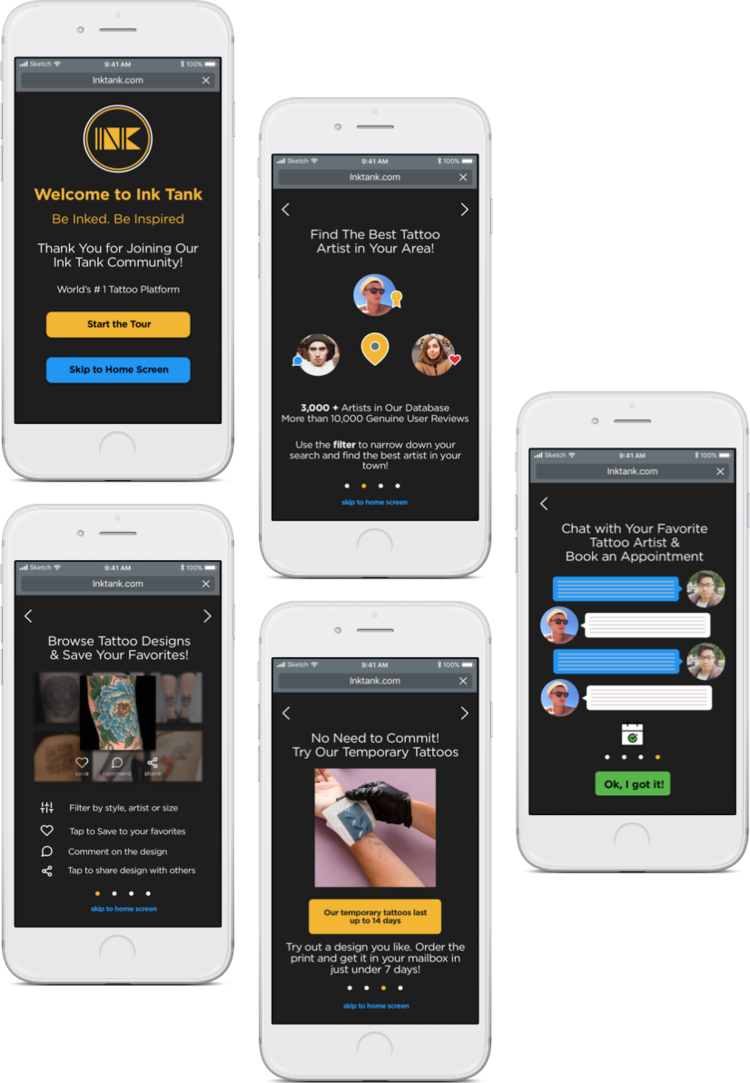 Sketch 9:41 AM 100%
Inktank.com
INK
Welcome to Ink Tank
Be Inked. Be Inspired
Thank You for Joining Our
Ink Tank Community!
World's # 1 Tattoo Platform
Start the Tour
Skip to Home Screen
Sketch 9:41 AM 100%
Inktank.com
Browse Tattoo Designs
& Save Your Favorites!
save comment share
Filter by style, artist or size
Tap to Save to your favorites
Comment on the design
Tap to share design with others
skip to home screen
Sketch 9:41 AM 100%
Inktank.com
Find The Best Tattoo
Artist in Your Area!
3,000 + Artists in Our Database
More than 10,000 Genuine User Reviews
Use the filter to narrow down your
search and find the best artist in your
town!
skip to home screen
Sketch 9:41 AM 100%
Inktank.com
No Need to Commit!
Try Our Temporary Tattoos
Our temporary tattoos last
up to 14 days
Try out a design you like. Order the
print and get it in your mailbox in
just under 7 days!
skip to home screen
Sketch 9:41 AM 100%
Inktank.com
Chat with Your Favorite
Tattoo Artist &
Book an Appointment
Ok, I got it!